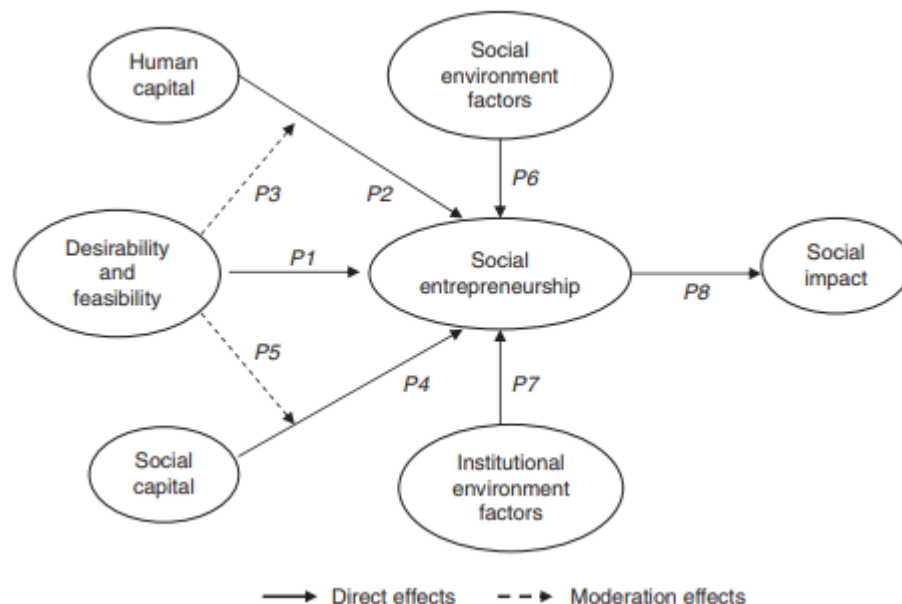 Human
capital
Social
environment
factors
P3
P2
P6
Desirability
and
feasibility
P1
Social
entrepreneurship
P8
Social
impact
P5
P4
P7
Social
capital
Institutional
environment
factors
Direct effects
Moderation effects